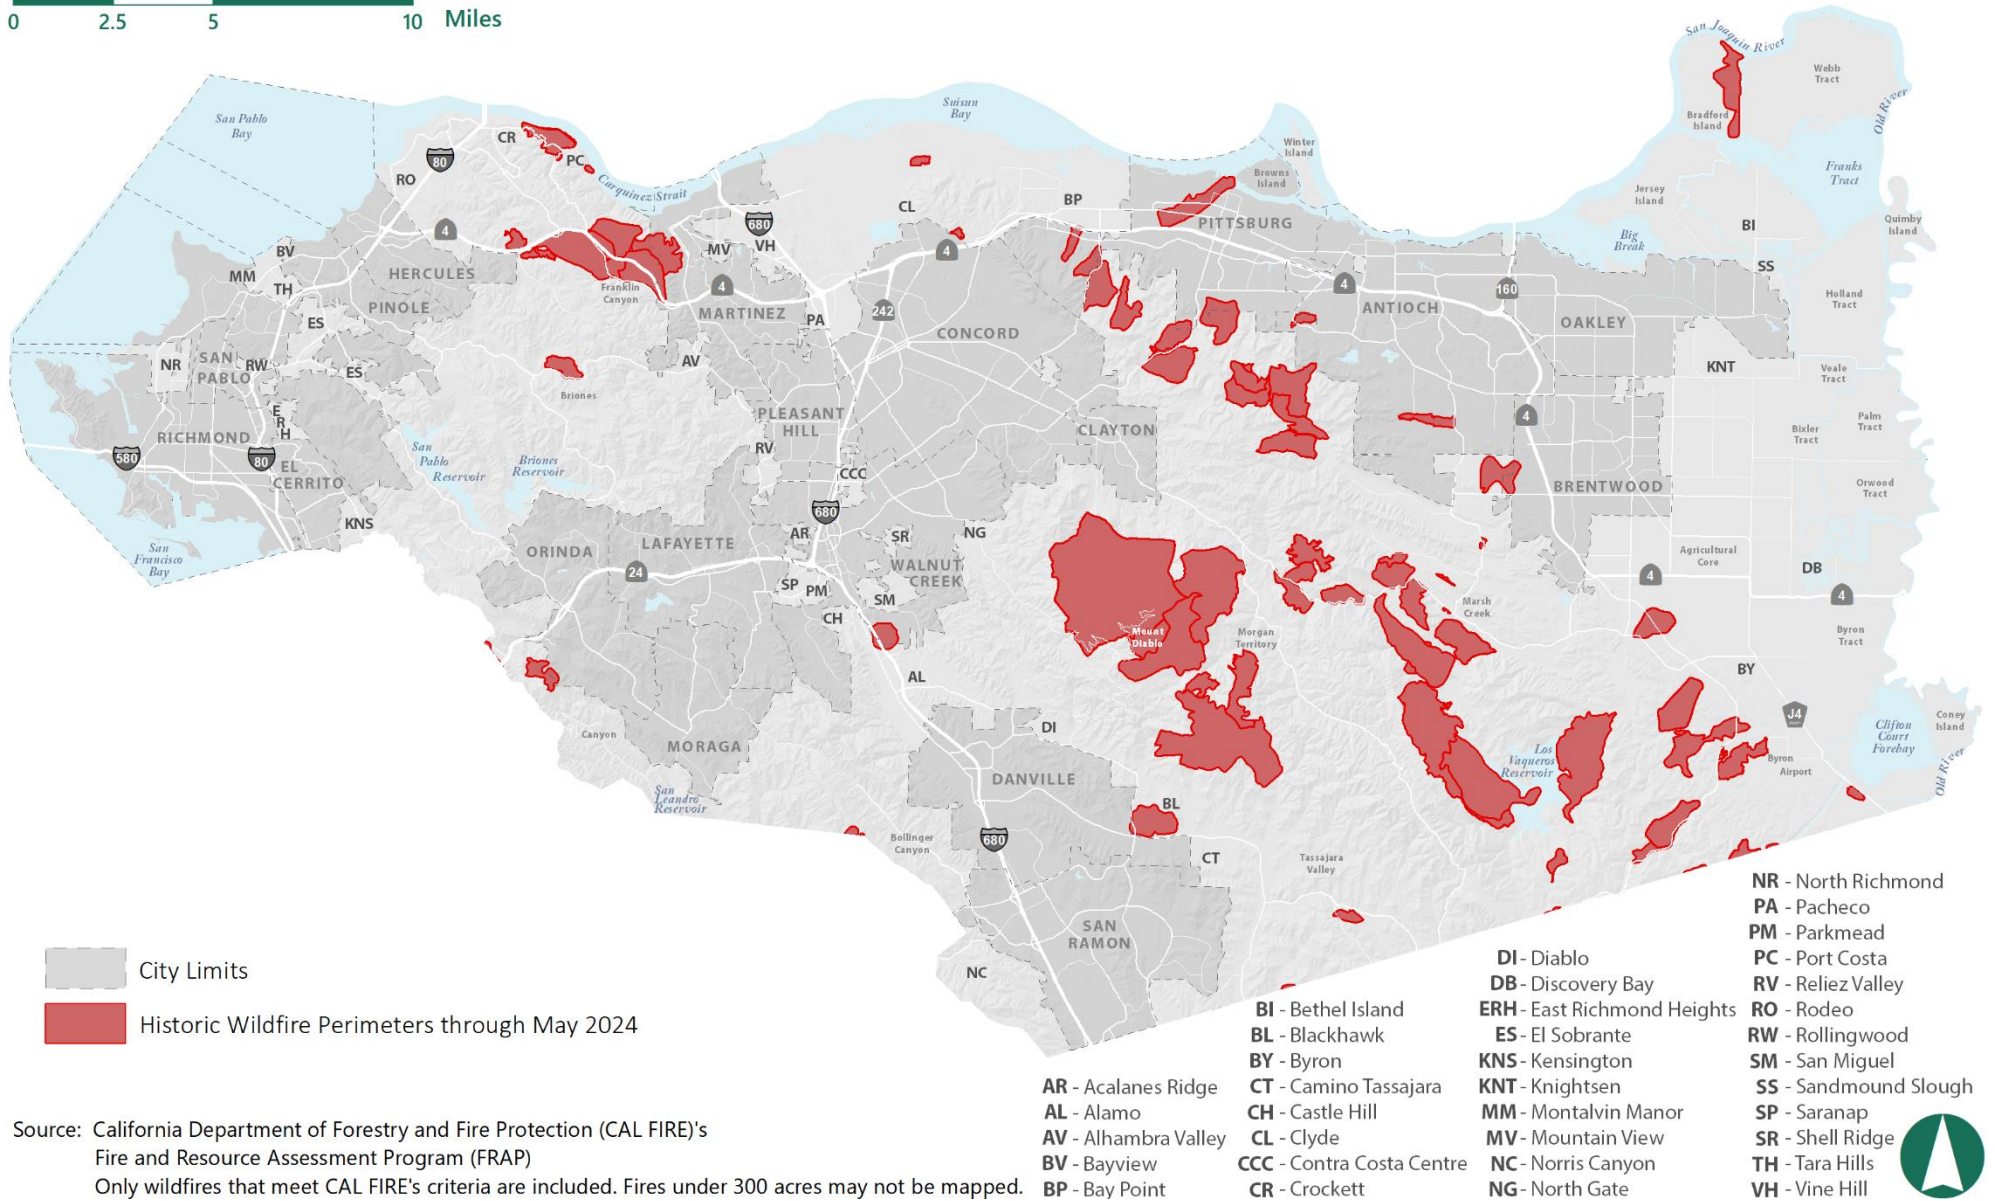 0 2.5 5 10 Miles
San Joaquin River
Webb
Tract
Old River
Bradford
Island
San Pablo
Bay
Suisun
Bay
CR
PC
80
RO
Carquinez Strait
Winter
Island
Browns
Island
Franks
Tract
Jersey
Island
BI
Quimby
Island
CL
BP
PITTSBURG
4
680
MV
VH
4
Big
Break
BV
MM
TH
HERCULES
PINOLE
Franklin
Canyon
4
MARTINEZ
PA
242
CONCORD
4
ANTIOCH
160
OAKLEY
SS
Holland
Tract
ES
NR
SAN
PABLO
RW
ES
AV
Briones
KNT
Veale
Tract
E
R
H
RICHMOND
580
80
EL
CERRITO
San
Pablo
Reservoir
Briones
Reservoir
PLEASANT
HILL
RV
CCC
CLAYTON
4
Palm
Tract
Bixler
Tract
BRENTWOOD
Orwood
Tract
KNS
San
Francisco
Bay
ORINDA
LAFAYETTE
24
680
AR
SR
NG
WALNUT
CREEK
SP
PM
SM
CH
Agricultural
Core
DB
4
4
Marsh
Creek
Mount
Diablo
Morgan
Territory
Byron
Tract
AL
BY
Canyon
MORAGA
DI
J4
Clifton
Court
Forebay
Coney
Island
Old River
San
Leandro
Reservoir
DANVILLE
Los
Vaqueros
Reservoir
Byron
Airport
BL
680
Bollinger
Canyon
CT
Tassajara
Valley
SAN
RAMON
NC
City Limits
Historic Wildfire Perimeters through May 2024
AR - Acalanes Ridge
AL - Alamo
AV - Alhambra Valley
BV - Bayview
BP - Bay Point
BI - Bethel Island
BL - Blackhawk
BY - Byron
CT - Camino Tassajara
CH - Castle Hill
CL - Clyde
CCC - Contra Costa Centre
CR - Crockett
DI - Diablo
DB - Discovery Bay
ERH - East Richmond Heights
ES - El Sobrante
KNS - Kensington
KNT - Knightsen
MM - Montalvin Manor
MV - Mountain View
NC - Norris Canyon
NG - North Gate
NR - North Richmond
PA - Pacheco
PM - Parkmead
PC - Port Costa
RV - Reliez Valley
RO - Rodeo
RW - Rollingwood
SM - San Miguel
SS - Sandmound Slough
SP - Saranap
SR - Shell Ridge
TH - Tara Hills
VH - Vine Hill
Source: California Department of Forestry and Fire Protection (CAL FIRE)'s
Fire and Resource Assessment Program (FRAP)
Only wildfires that meet CAL FIRE's criteria are included. Fires under 300 acres may not be mapped.